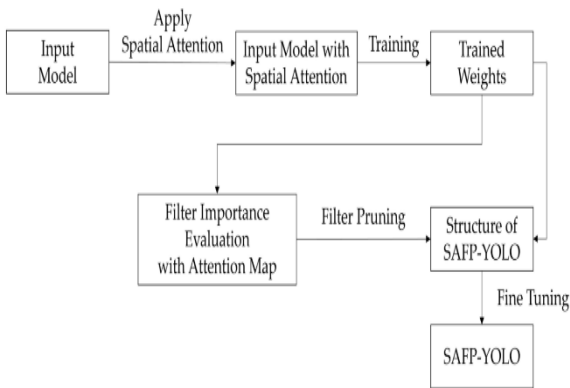 Apply
Spatial Attention
Input
Model
Input Model with
Spatial Attention
Training
Trained
Weights
Filter Importance
Evaluation
with Attention Map
Filter Pruning
Structure of
SAFP-YOLO
Fine Tuning
SAFP-YOLO